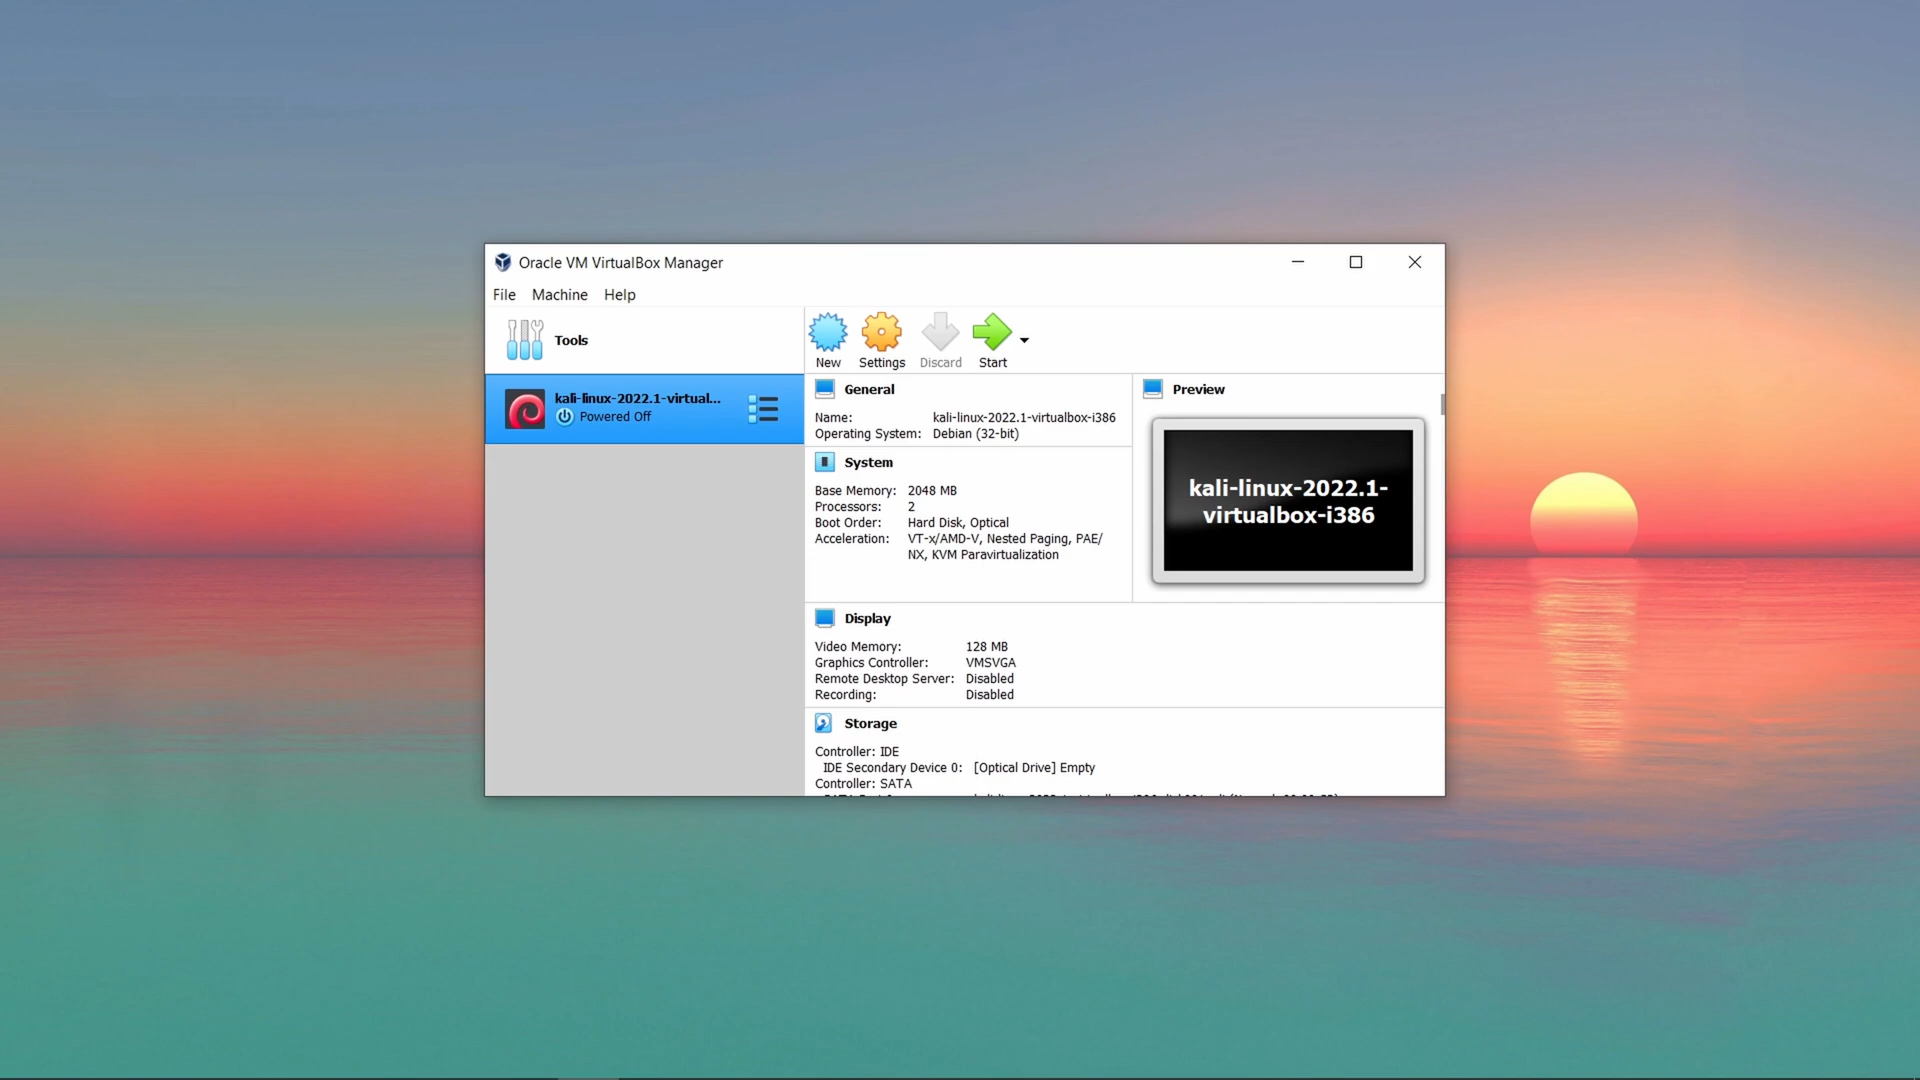 Oracle VM VirtualBox Manager
File Machine Help
Tools
New Settings Discard Start
kali-linux-2022.1-virtual...
Powered Off
General
Name: kali-linux-2022.1-virtualbox-i386
Operating System: Debian (32-bit)
System
Base Memory: 2048 MB
Processors: 2
Boot Order: Hard Disk, Optical
Acceleration: VT-x/AMD-V, Nested Paging, PAE/
NX, KVM Paravirtualization
Preview
kali-linux-2022.1-
virtualbox-i386
Display
Video Memory: 128 MB
Graphics Controller: VMSVGA
Remote Desktop Server: Disabled
Recording: Disabled
Storage
Controller: IDE
IDE Secondary Device 0: [Optical Drive] Empty
Controller: SATA